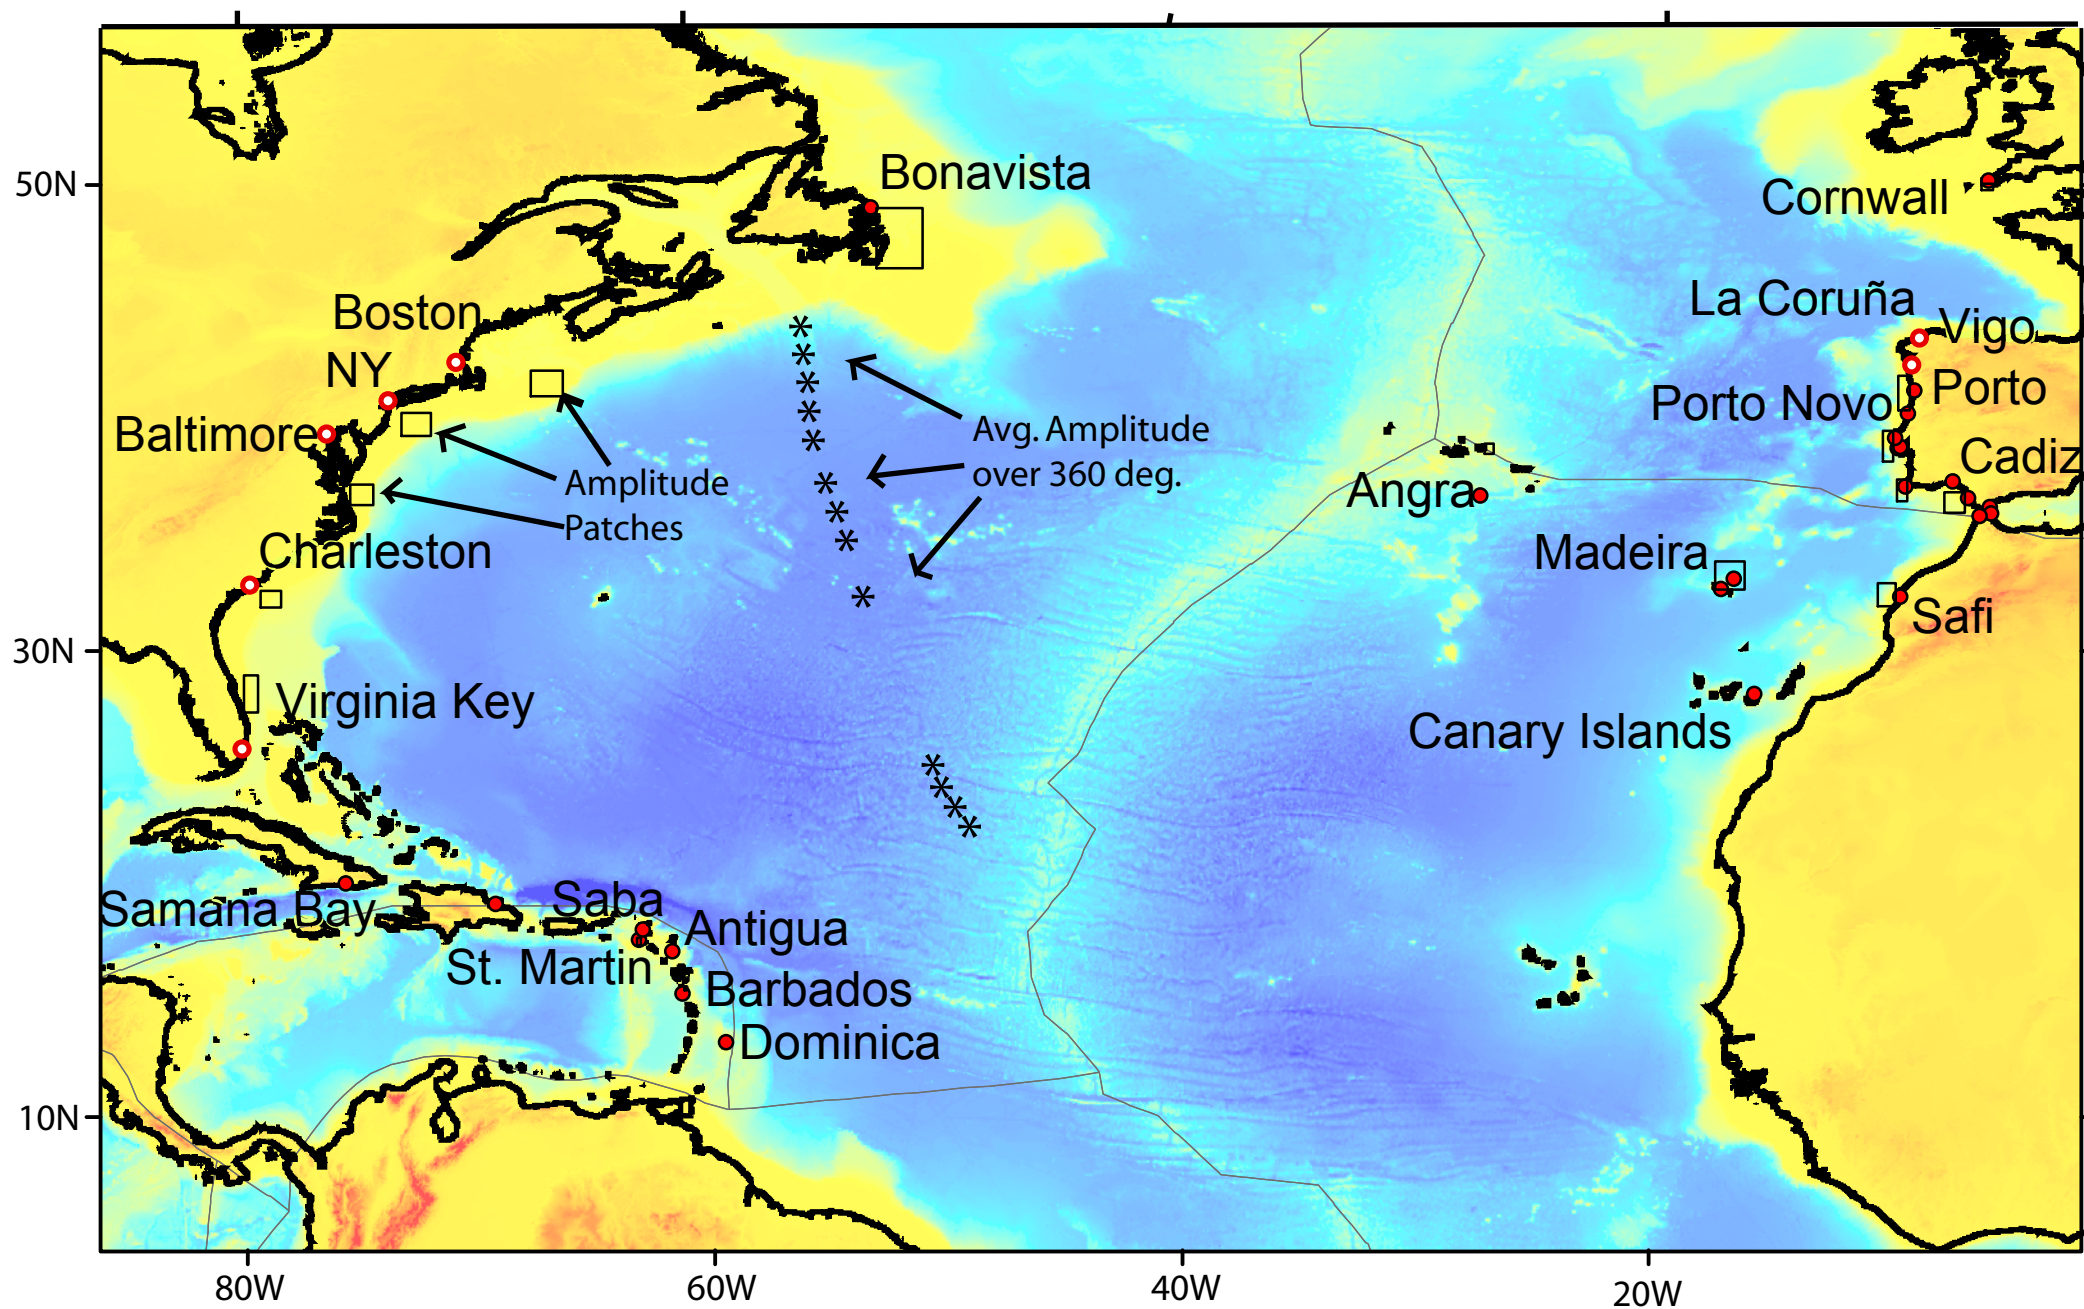 50N
Bonavista
Cornwall
La Coruña
Vigo
Boston
NY
Porto Novo
Porto
Baltimore
Avg. Amplitude
over 360 deg.
Cadiz
Amplitude
Patches
Angra
Charleston
Madeira
Safi
30N
Virginia Key
Canary Islands
Samana Bay
Saba
Antigua
St. Martin
Barbados
Dominica
10N
80W
60W
40W
20W